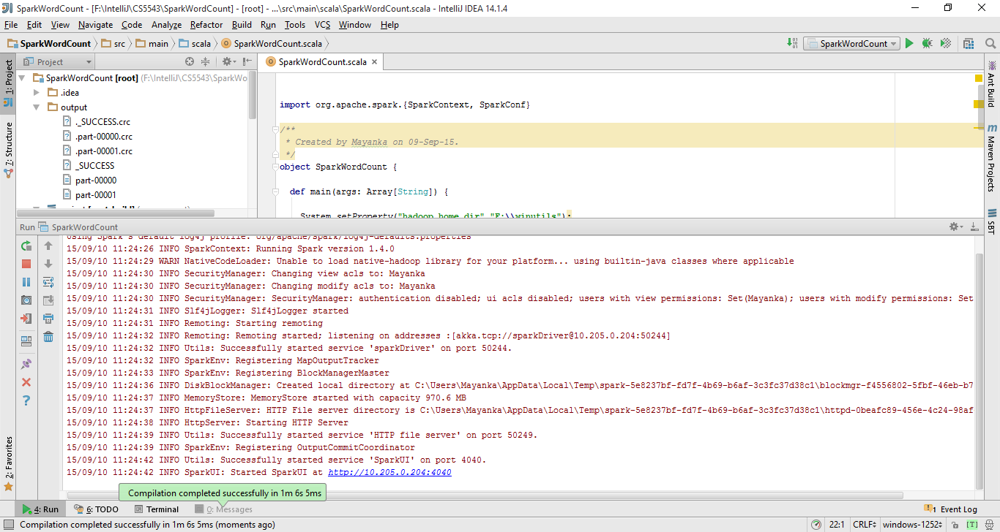 SparkWordCount - [F:\IntelliJ\CS5543\SparkWordCount] - [root] - ...\src\main\scala\SparkWordCount.scala - IntelliJ IDEA 14.1.4
File Edit View Navigate Code Analyze Refactor Build Run Tools VCS Window Help
SparkWordCount src main scala SparkWordCount.scala SparkWordCount
Project SparkWordCount.scala
SparkWordCount [root] (F:\IntelliJ\CS5543\SparkWo
.idea
output
._SUCCESS.crc
.part-00000.crc
.part-00001.crc
_SUCCESS
part-00000
part-00001
import org.apache.spark.{SparkContext, SparkConf}
/**
* Created by Mayanka on 09-Sep-15.
*/
object SparkWordCount {
def main(args: Array[String]) {
System.setProperty("hadoop.home.dir","F:\\winutils");
1: Project
7: Structure
2: Favorites
Ant Build
Maven Projects
SBT
Run SparkWordCount
Using Spark's default log4j profile: org/apache/spark/log4j-defaults.properties
15/09/10 11:24:26 INFO SparkContext: Running Spark version 1.4.0
15/09/10 11:24:29 WARN NativeCodeLoader: Unable to load native-hadoop library for your platform... using builtin-java classes where applicable
15/09/10 11:24:30 INFO SecurityManager: Changing view acls to: Mayanka
15/09/10 11:24:30 INFO SecurityManager: Changing modify acls to: Mayanka
15/09/10 11:24:30 INFO SecurityManager: SecurityManager: authentication disabled; ui acls disabled; users with view permissions: Set(Mayanka); users with modify permissions: Set
15/09/10 11:24:31 INFO Slf4jLogger: Slf4jLogger started
15/09/10 11:24:31 INFO Remoting: Starting remoting
15/09/10 11:24:32 INFO Remoting: Remoting started; listening on addresses :[akka.tcp://sparkDriver@10.205.0.204:50244]
15/09/10 11:24:32 INFO Utils: Successfully started service 'sparkDriver' on port 50244.
15/09/10 11:24:32 INFO SparkEnv: Registering MapOutputTracker
15/09/10 11:24:33 INFO SparkEnv: Registering BlockManagerMaster
15/09/10 11:24:36 INFO DiskBlockManager: Created local directory at C:\Users\Mayanka\AppData\Local\Temp\spark-5e8237bf-fd7f-4b69-b6af-3c3fc37d38c1\blockmgr-f4556802-5fbf-46eb-b7
15/09/10 11:24:37 INFO MemoryStore: MemoryStore started with capacity 970.6 MB
15/09/10 11:24:37 INFO HttpFileServer: HTTP File server directory is C:\Users\Mayanka\AppData\Local\Temp\spark-5e8237bf-fd7f-4b69-b6af-3c3fc37d38c1\httpd-0beafc89-456e-4c24-98af
15/09/10 11:24:38 INFO HttpServer: Starting HTTP Server
15/09/10 11:24:39 INFO Utils: Successfully started service 'HTTP file server' on port 50249.
15/09/10 11:24:39 INFO SparkEnv: Registering OutputCommitCoordinator
15/09/10 11:24:42 INFO Utils: Successfully started service 'SparkUI' on port 4040.
15/09/10 11:24:42 INFO SparkUI: Started SparkUI at http://10.205.0.204:4040
Compilation completed successfully in 1m 6s 5ms
4: Run 6: TODO Terminal 0: Messages 1 Event Log
Compilation completed successfully in 1m 6s 5ms (moments ago) 22:1 CRLF windows-1252 [T]